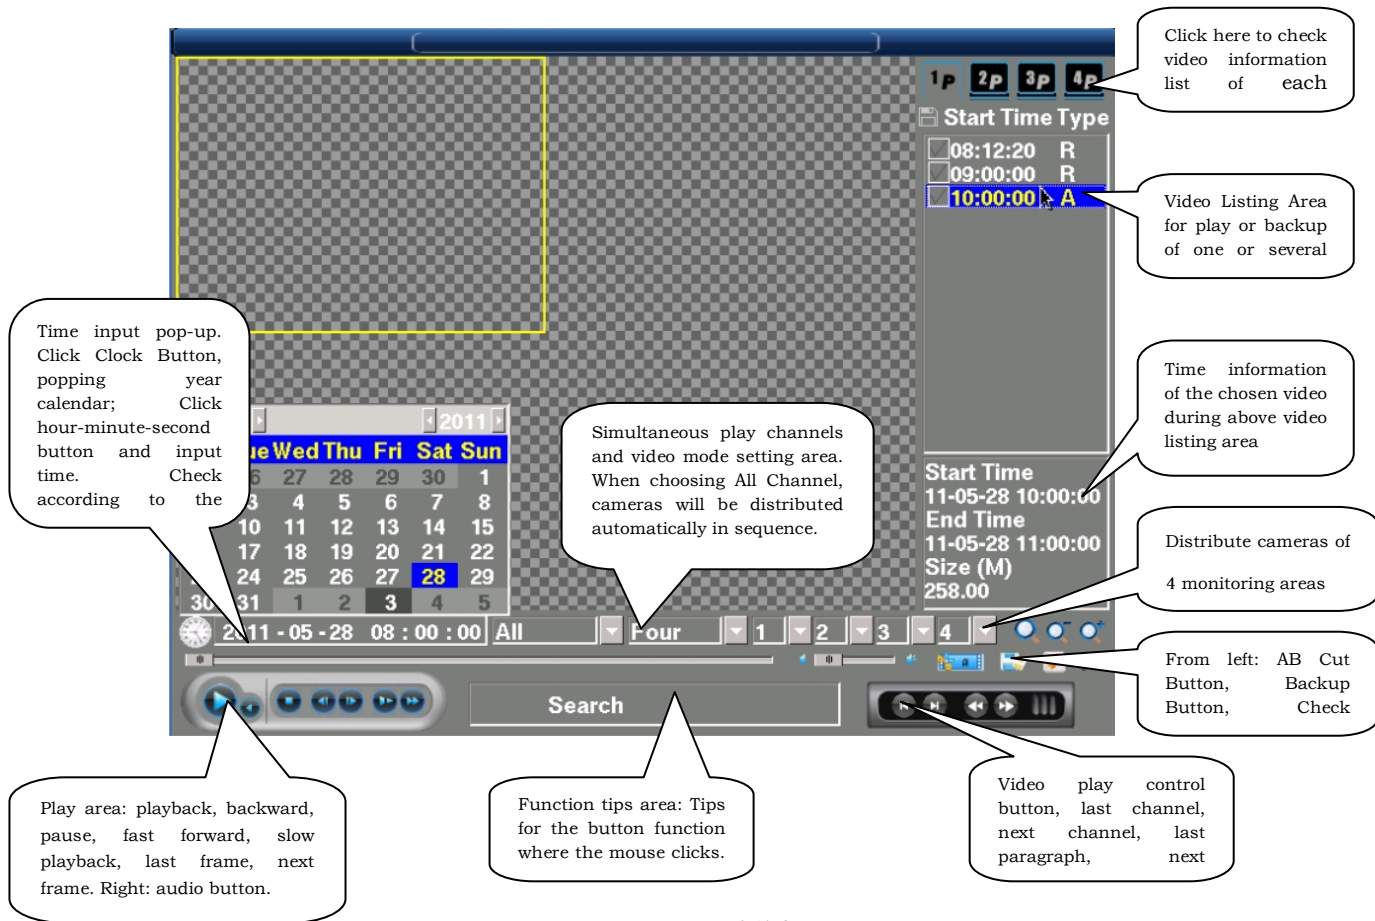 Click here to check
video information
list of each
1P 2P 3P 4P
Start Time Type
08:12:20 R
09:00:00 R
10:00:00 A
Video Listing Area
for play or backup
of one or several
Time input pop-up.
Click Clock Button,
popping year
calendar; Click
hour-minute-second
button and input
time. Check
according to the
Time information
of the chosen video
during above video
listing area
2011
ue Wed Thu Fri Sat Sun
6 27 28 29 30 1
3 4 5 6 7 8
10 11 12 13 14 15
17 18 19 20 21 22
24 25 26 27 28 29
30 31 1 2 3 4 5
Simultaneous play channels
and video mode setting area.
When choosing All Channel,
cameras will be distributed
automatically in sequence.
Start Time
11-05-28 10:00:00
End Time
11-05-28 11:00:00
Size (M)
258.00
Distribute cameras of
4 monitoring areas
2011 - 05 - 28 08 : 00 : 00 All Four 1 2 3 4
From left: AB Cut
Button, Backup
Button, Check
Search
Play area: playback, backward,
pause, fast forward, slow
playback, last frame, next
frame. Right: audio button.
Function tips area: Tips
for the button function
where the mouse clicks.
Video play control
button, last channel,
next channel, last
paragraph, next